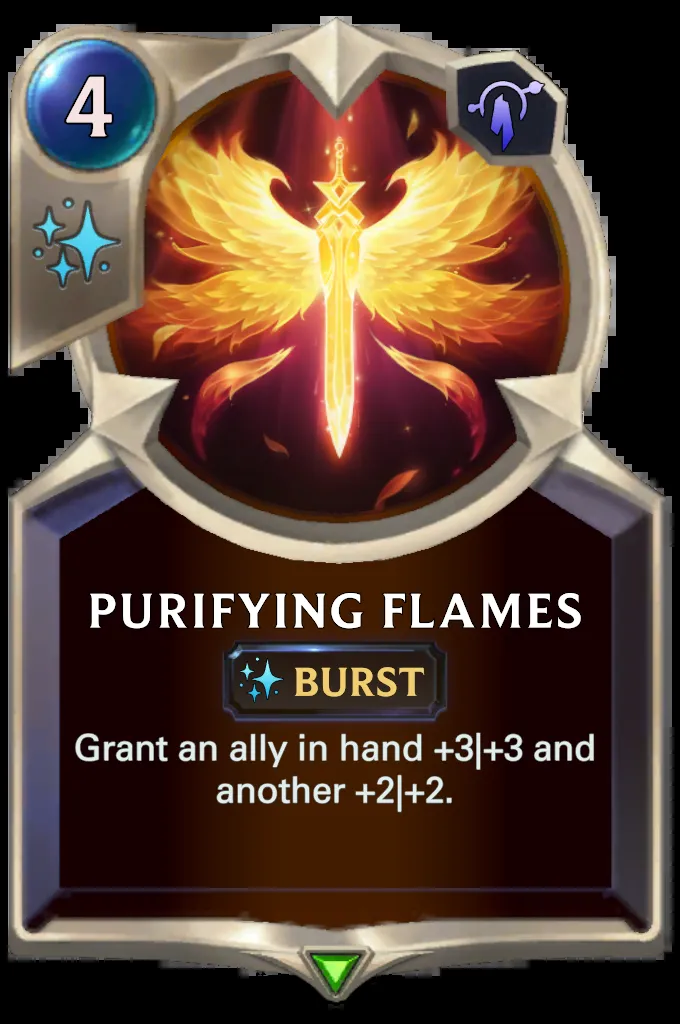 4
PURIFYING FLAMES
BURST
Grant an ally in hand +3|+3 and
another +2|+2.